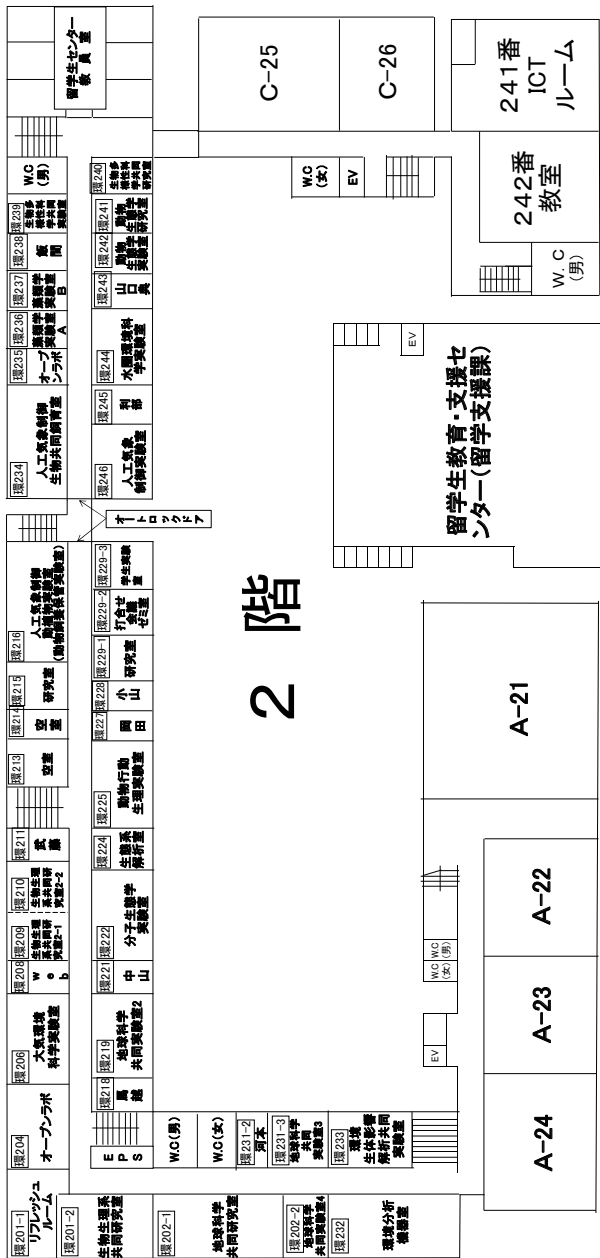 留学生センター
教員室
W.C
(男)
環239
生物多
様性科
学共同
実験室
環238
飯
間
環237
藻類学
実験室
B
環236
藻類学
実験室
A
環235
オープ
ンラボ
環234
人工気象制御
生物共同飼育室
環240
生物多
様性科
学共同
研究室
環241
動物
生態学
研究室
環242
動物
生態学
実験室
環243
山
口
典
環244
水圏環境科
学実験室
環245
利
部
環246
人工気象
制御実験室
オートロックドア
環216
人工気象制御
動植物実験室
(動物飼養保管実験室)
環215
研究室
環214
空
室
環213
空室
環211
武
藤
環210
生物生理
系共同研
究室2-2
環209
生物生理
系共同研
究室2-1
環208
w
e
b
環206
大気環境
科学実験室
環204
オープンラボ
環201-1
リフレッシュ
ルーム
環229-3
学生実験
室
環229-2
打合せ
会議
ゼミ室
環229-1
研究室
環228
小
山
環227
岡
田
環225
動物行動
生理実験室
環224
生態系
解析室
環222
分子生態学
実験室
環221
中
山
環219
地球科学
共同実験室2
環218
馬
越
EPS
環201-2
生物生理系
共同研究室
W.C(男)
W.C(女)
環231-2
河本
環231-3
地球科学
共同
実験室3
環233
環境
生体影響
解析共同
実験室
環202-1
地球科学
共同研究室
環202-2
地球科学
共同実験室4
環232
環境分析
機器室
2 階
C-25
C-26
W.C
(女)
EV
241番
ICT
ルーム
242番
教室
W.C
(男)
EV
留学生教育・支援セ
ンター(留学支援課)
A-21
A-22
A-23
A-24
W.C
(男)
W.C
(女)
EV